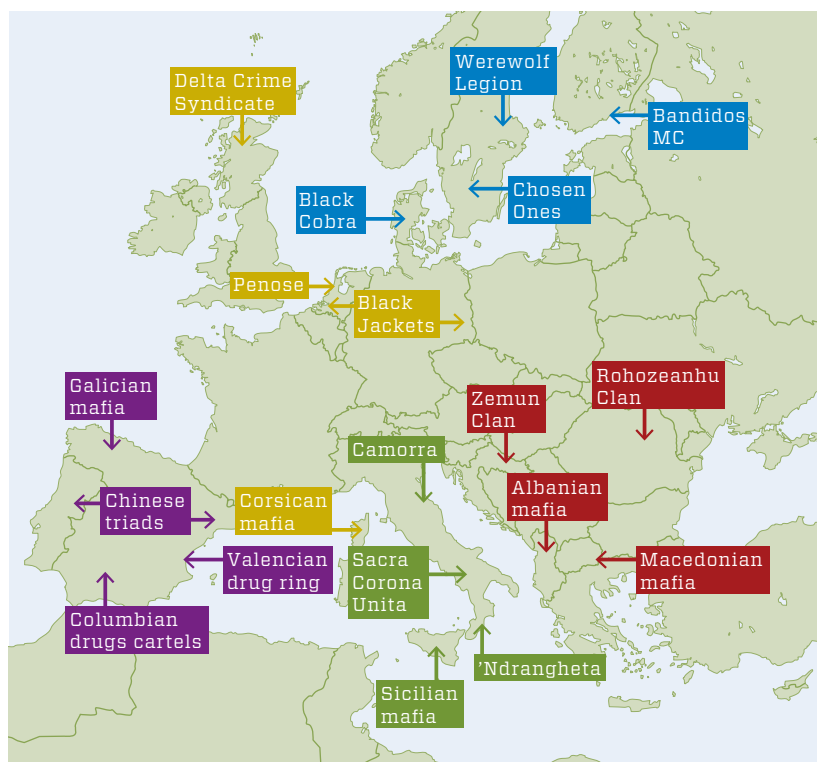 Werewolf
Legion
Delta Crime
Syndicate
Bandidos
MC
Black
Cobra
Chosen
Ones
Penose
Black
Jackets
Galician
mafia
Zemun
Clan
Rohozeanhu
Clan
Camorra
Albanian
mafia
Chinese
triads
Corsican
mafia
Valencian
drug ring
Sacra
Corona
Unita
Macedonian
mafia
Columbian
drugs cartels
'Ndrangheta
Sicilian
mafia